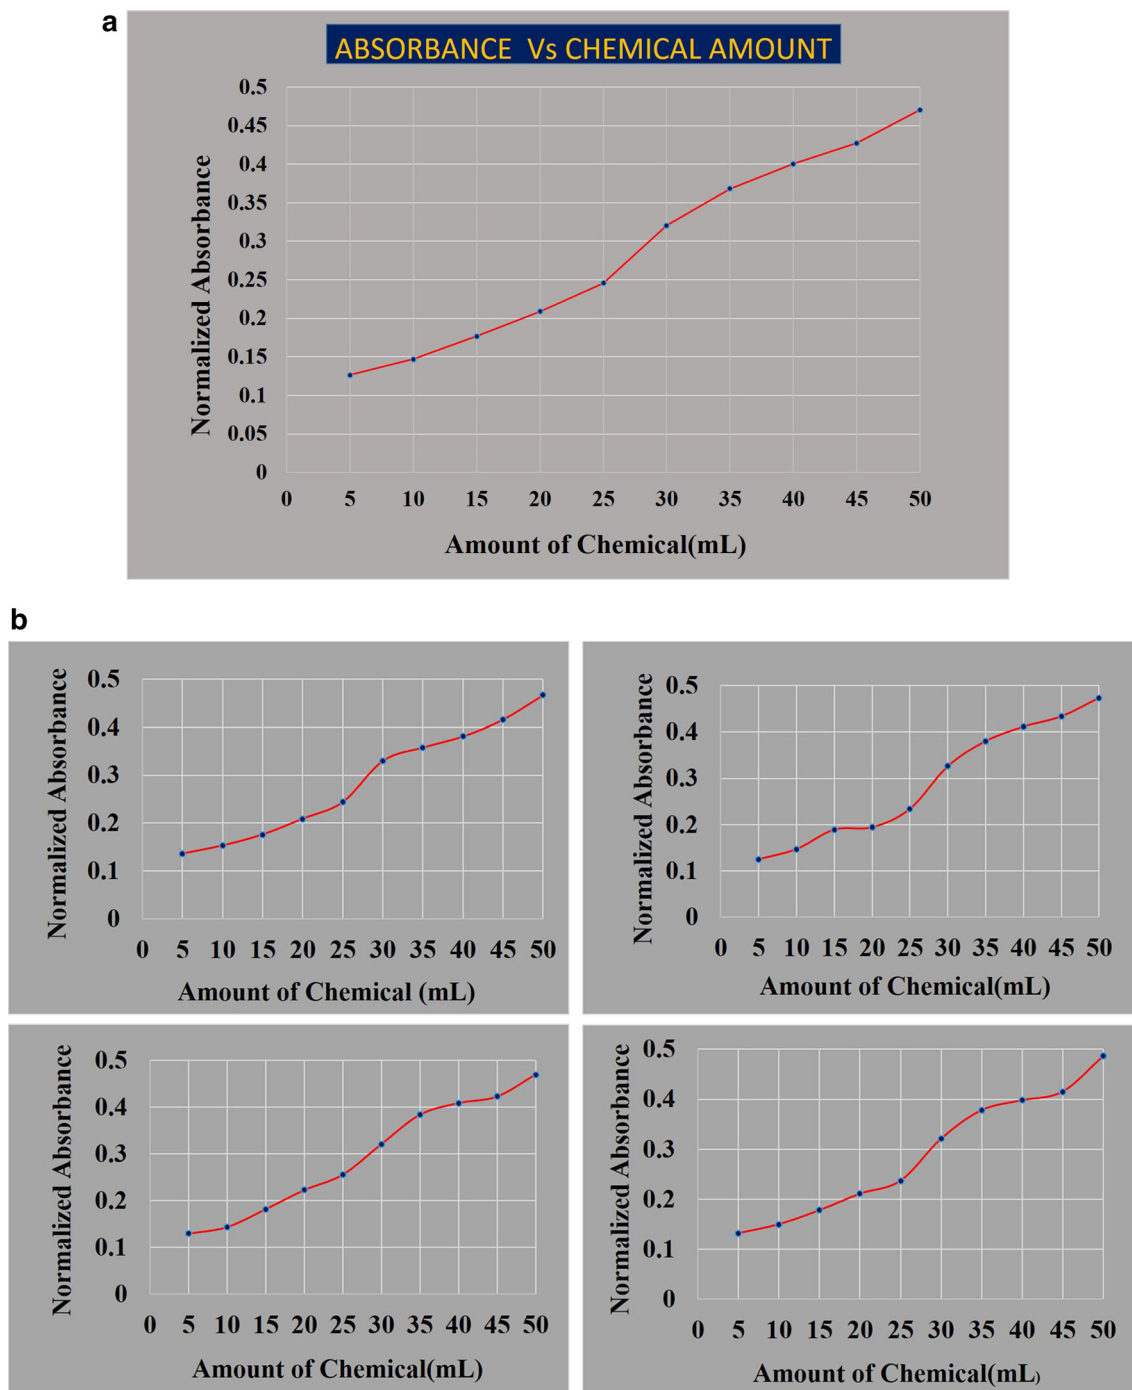 a
ABSORBANCE  Vs CHEMICAL AMOUNT
0.5
0.45
0.4
0.35
0.3
0.25
0.2
0.15
0.1
0.05
0
Normalized Absorbance
0 5 10 15 20 25 30 35 40 45 50
Amount of Chemical(mL)
b
0.5
0.4
0.3
0.2
0.1
0
Normalized Absorbance
0 5 10 15 20 25 30 35 40 45 50
Amount of Chemical (mL)
0.5
0.4
0.3
0.2
0.1
0
Normalized Absorbance
0 5 10 15 20 25 30 35 40 45 50
Amount of Chemical(mL)
0.5
0.4
0.3
0.2
0.1
0
Normalized Absorbance
0 5 10 15 20 25 30 35 40 45 50
Amount of Chemical(mL)
0.5
0.4
0.3
0.2
0.1
0
Normalized Absorbance
0 5 10 15 20 25 30 35 40 45 50
Amount of Chemical(mL)